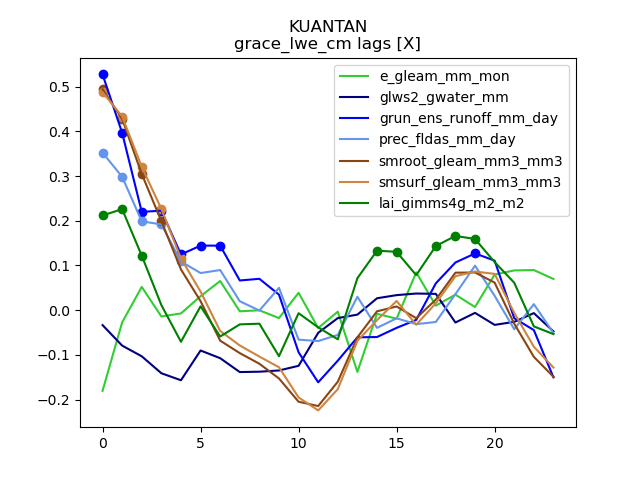 KUANTAN
grace_lwe_cm lags [X]
e_gleam_mm_mon
glws2_gwater_mm
grun_ens_runoff_mm_day
prec_fldas_mm_day
smroot_gleam_mm3_mm3
smsurf_gleam_mm3_mm3
lai_gimms4g_m2_m2
0.5
0.4
0.3
0.2
0.1
0.0
−0.1
−0.2
0 5 10 15 20